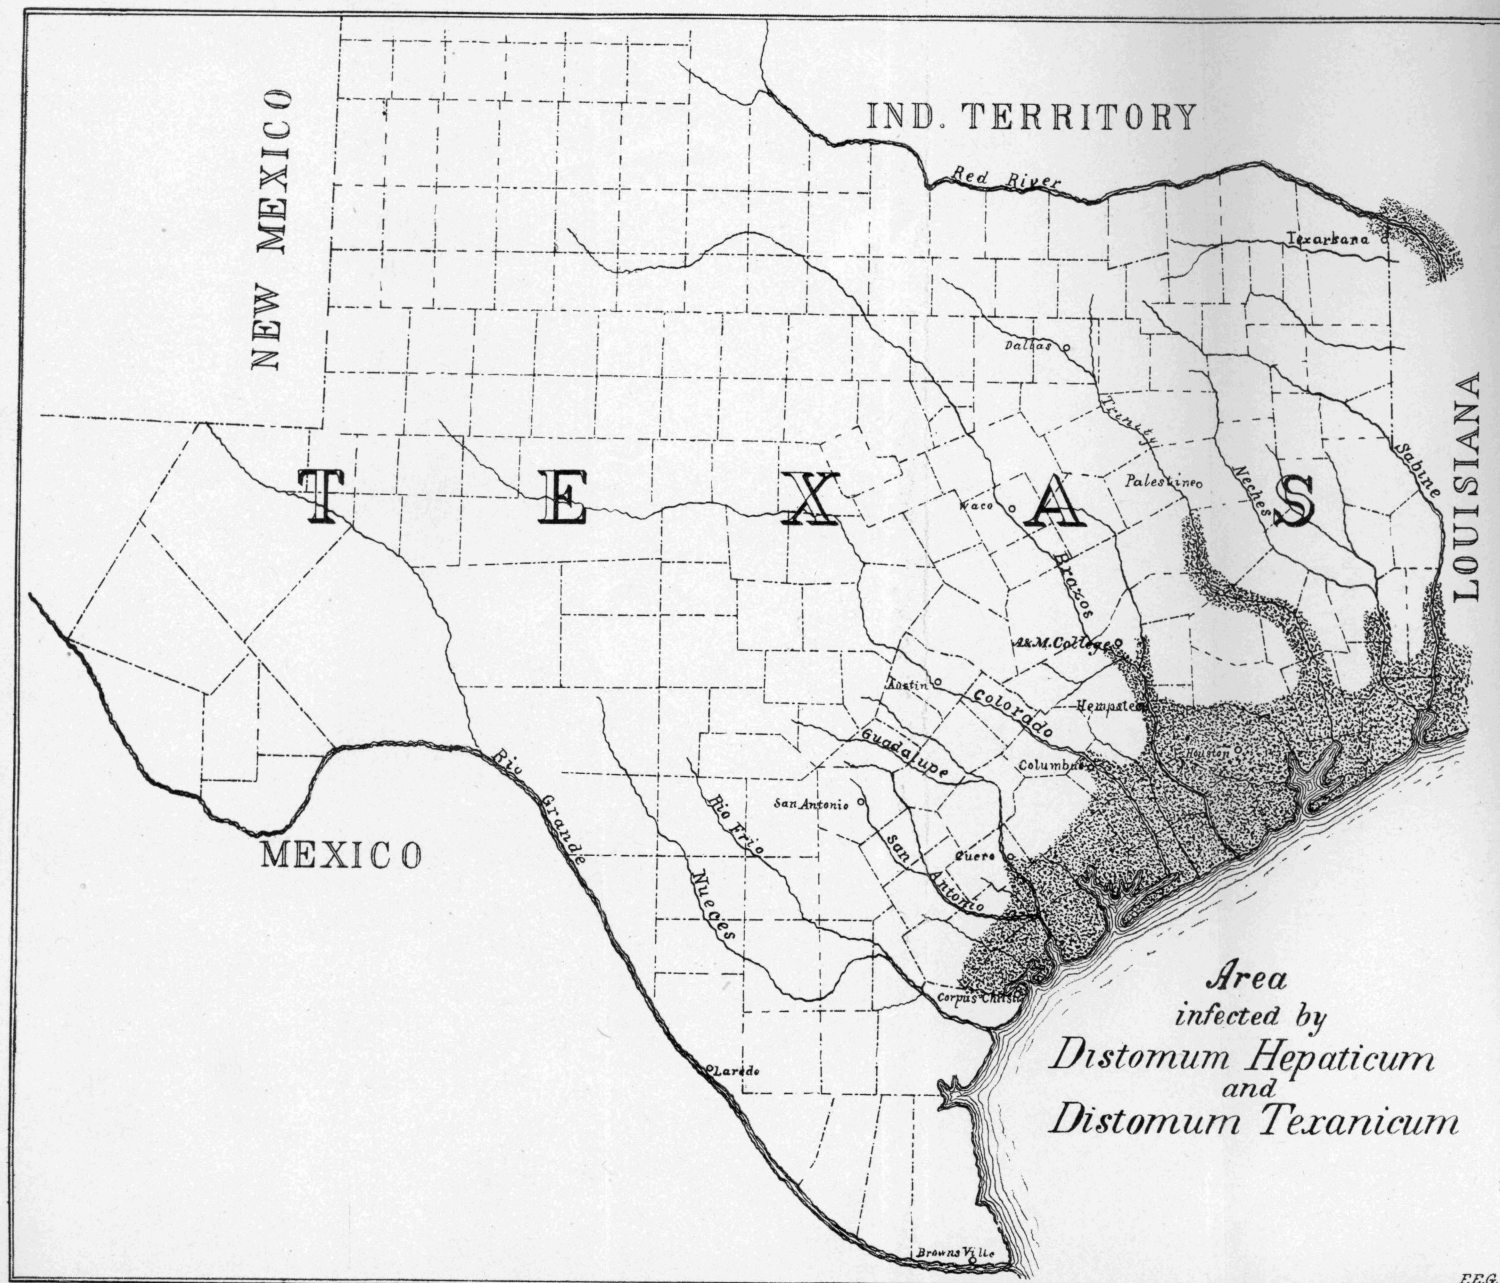 NEW MEXICO
IND. TERRITORY
Red River
Texarkana
Dallas
Trinity
Sabine
LOUISIANA
TEXAS
Palestine
Neches
Waco
Brazos
A&M. College
Austin
Colorado
Hempstead
Guadalupe
Columbus
Houston
Rio Grande
San Antonio
Rio Frio
San Antonio
Cuero
MEXICO
Nueces
Corpus Christi
Laredo
BrownsVille
Area
infected by
Distomum Hepaticum
and
Distomum Texanicum